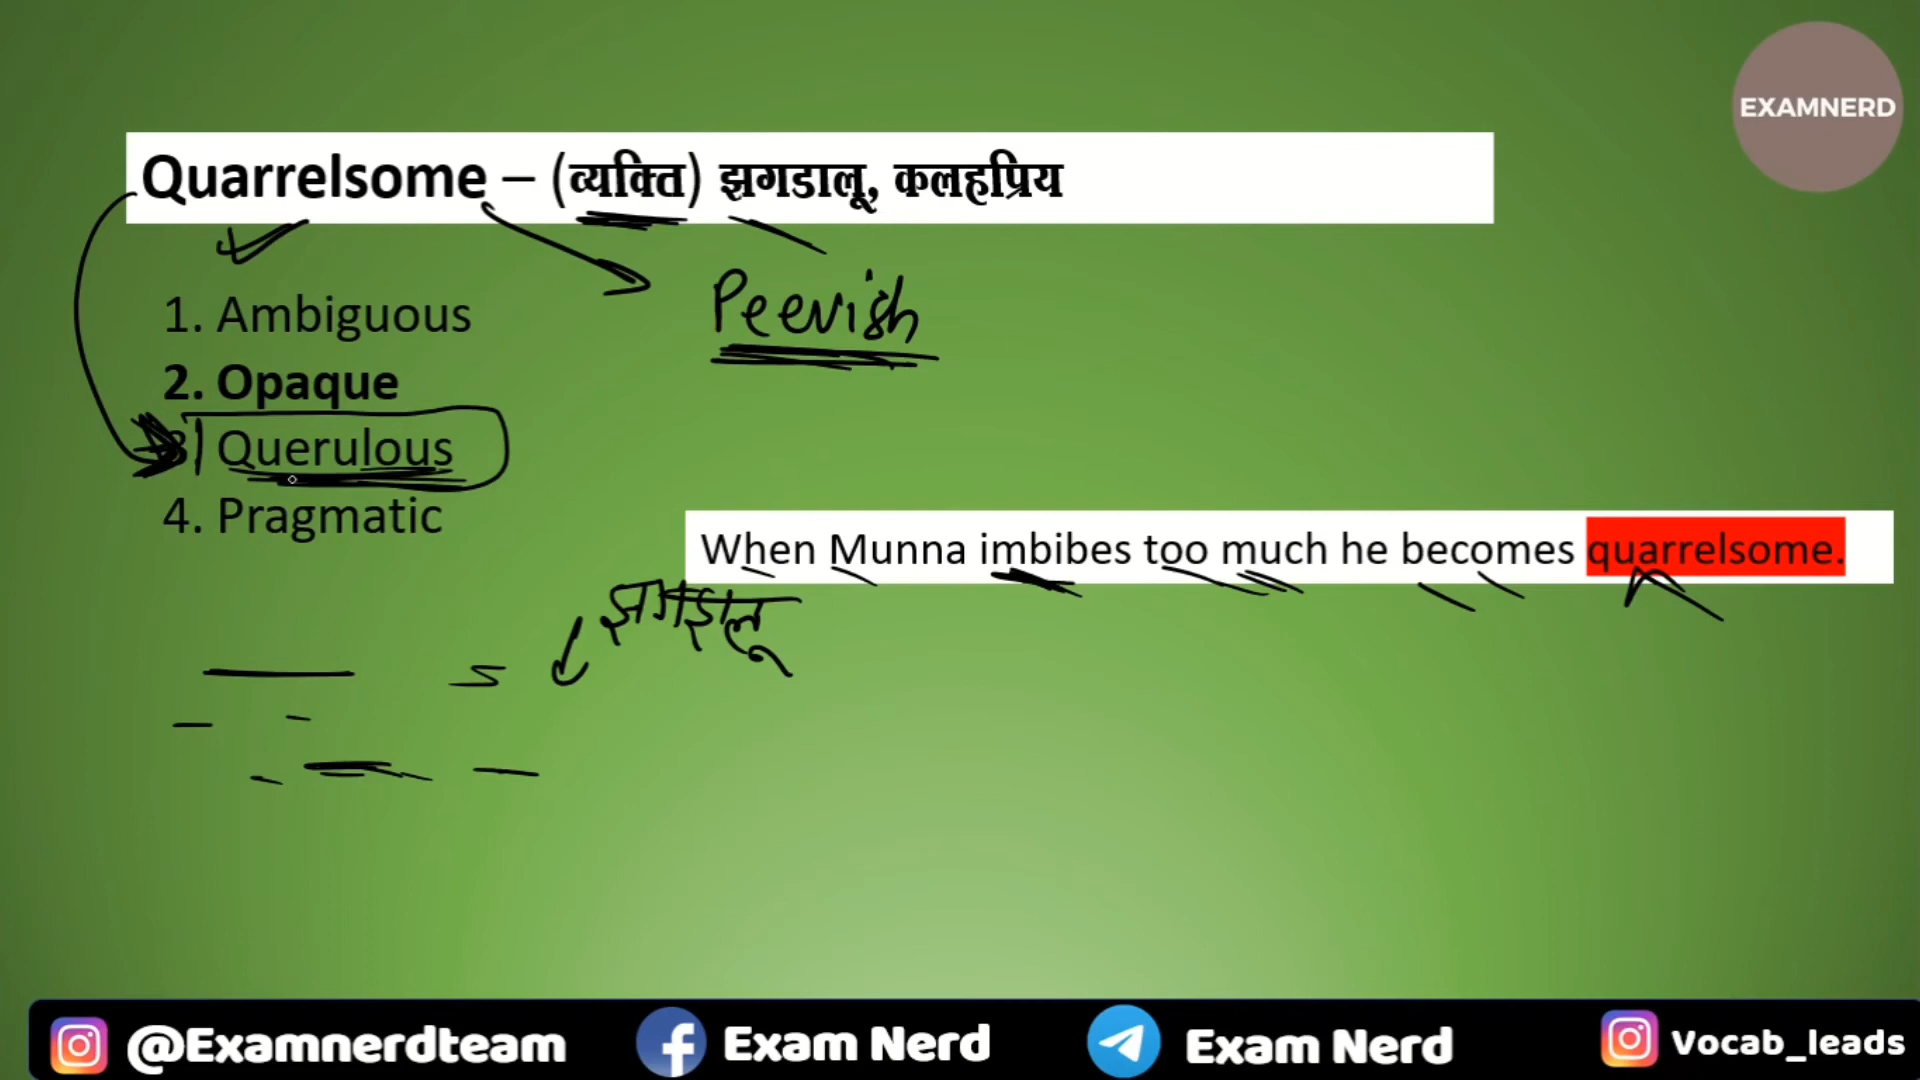 EXAMNERD
Quarrelsome – (व्यक्ति) झगडालू, कलहप्रिय
1. Ambiguous
Peevish
2. Opaque
3. Querulous
4. Pragmatic
When Munna imbibes too much he becomes quarrelsome.
झगड़ालू
@Examnerdteam
Exam Nerd
Exam Nerd
Vocab_leads